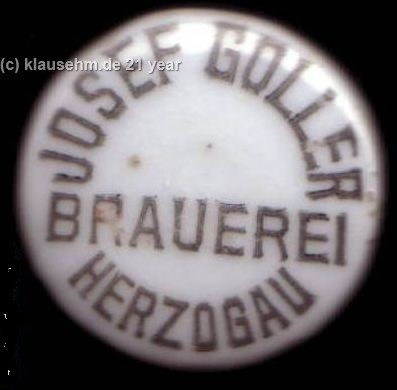 (c) klausehm.de 21 year
JOSEF GOLLER
BRAUEREI
HERZOGAU